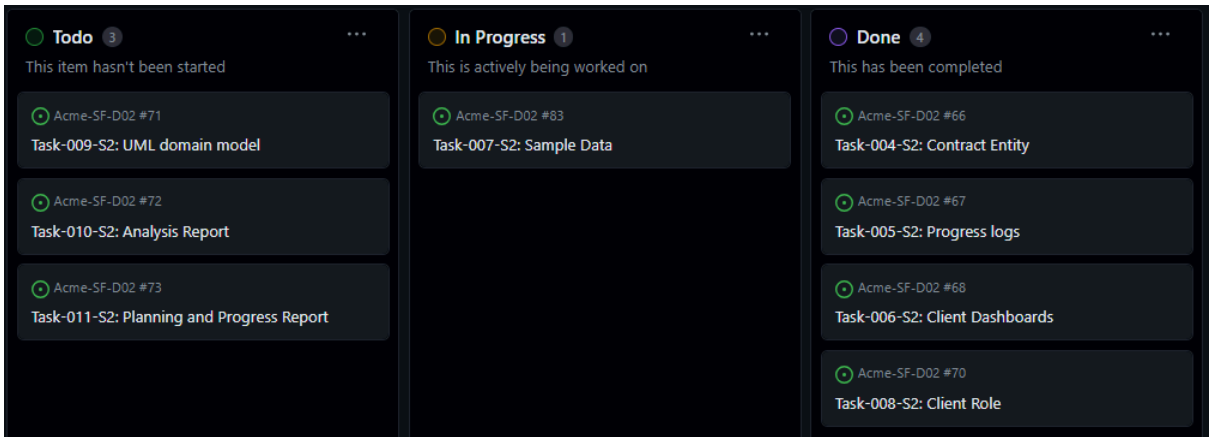 Todo 3
This item hasn't been started
Acme-SF-D02 #71
Task-009-S2: UML domain model
Acme-SF-D02 #72
Task-010-S2: Analysis Report
Acme-SF-D02 #73
Task-011-S2: Planning and Progress Report
In Progress 1
This is actively being worked on
Acme-SF-D02 #83
Task-007-S2: Sample Data
Done 4
This has been completed
Acme-SF-D02 #66
Task-004-S2: Contract Entity
Acme-SF-D02 #67
Task-005-S2: Progress logs
Acme-SF-D02 #68
Task-006-S2: Client Dashboards
Acme-SF-D02 #70
Task-008-S2: Client Role